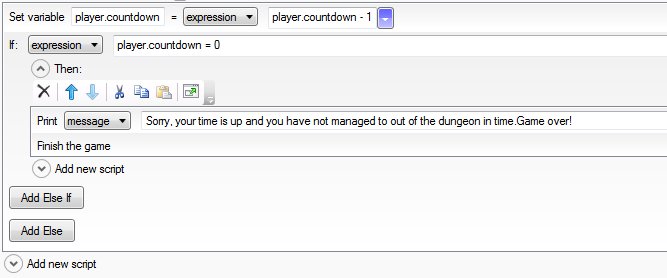 Set variable player.countdown = expression player.countdown - 1
If: expression player.countdown = 0
Then:
Print message Sorry, your time is up and you have not managed to out of the dungeon in time.Game over!
Finish the game
Add new script
Add Else If
Add Else
Add new script